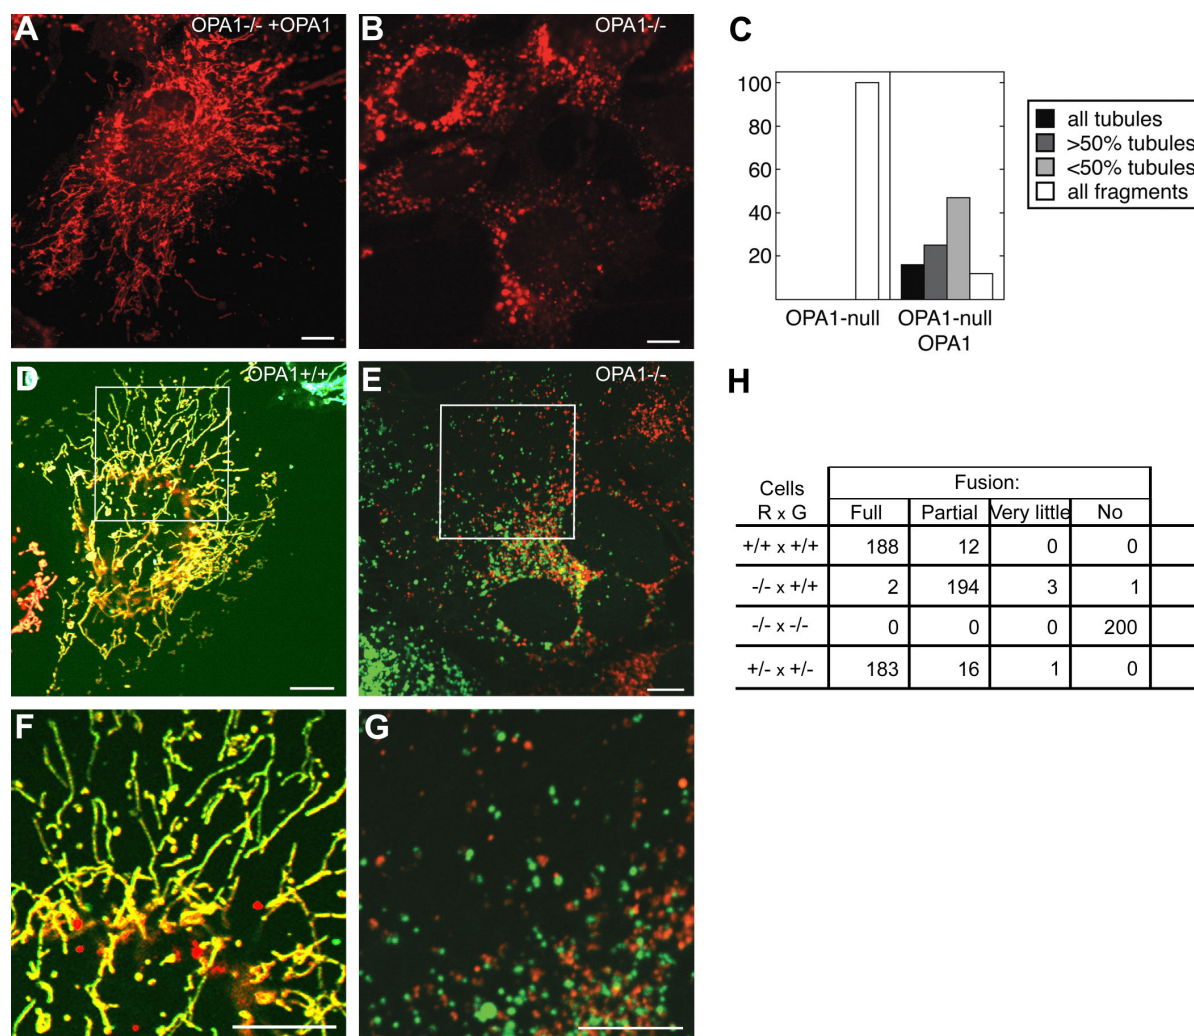 A
OPA1-/- +OPA1
B
OPA1-/-
C
100
80
60
40
20
OPA1-null
OPA1-null
OPA1
all tubules
>50% tubules
<50% tubules
all fragments
D
OPA1+/+
E
OPA1-/-
F
G
H
Cells
R x G
Fusion:
Full Partial Very little No
+/+ x +/+ 188 12 0 0
-/- x +/+ 2 194 3 1
-/- x -/- 0 0 0 200
+/- x +/- 183 16 1 0